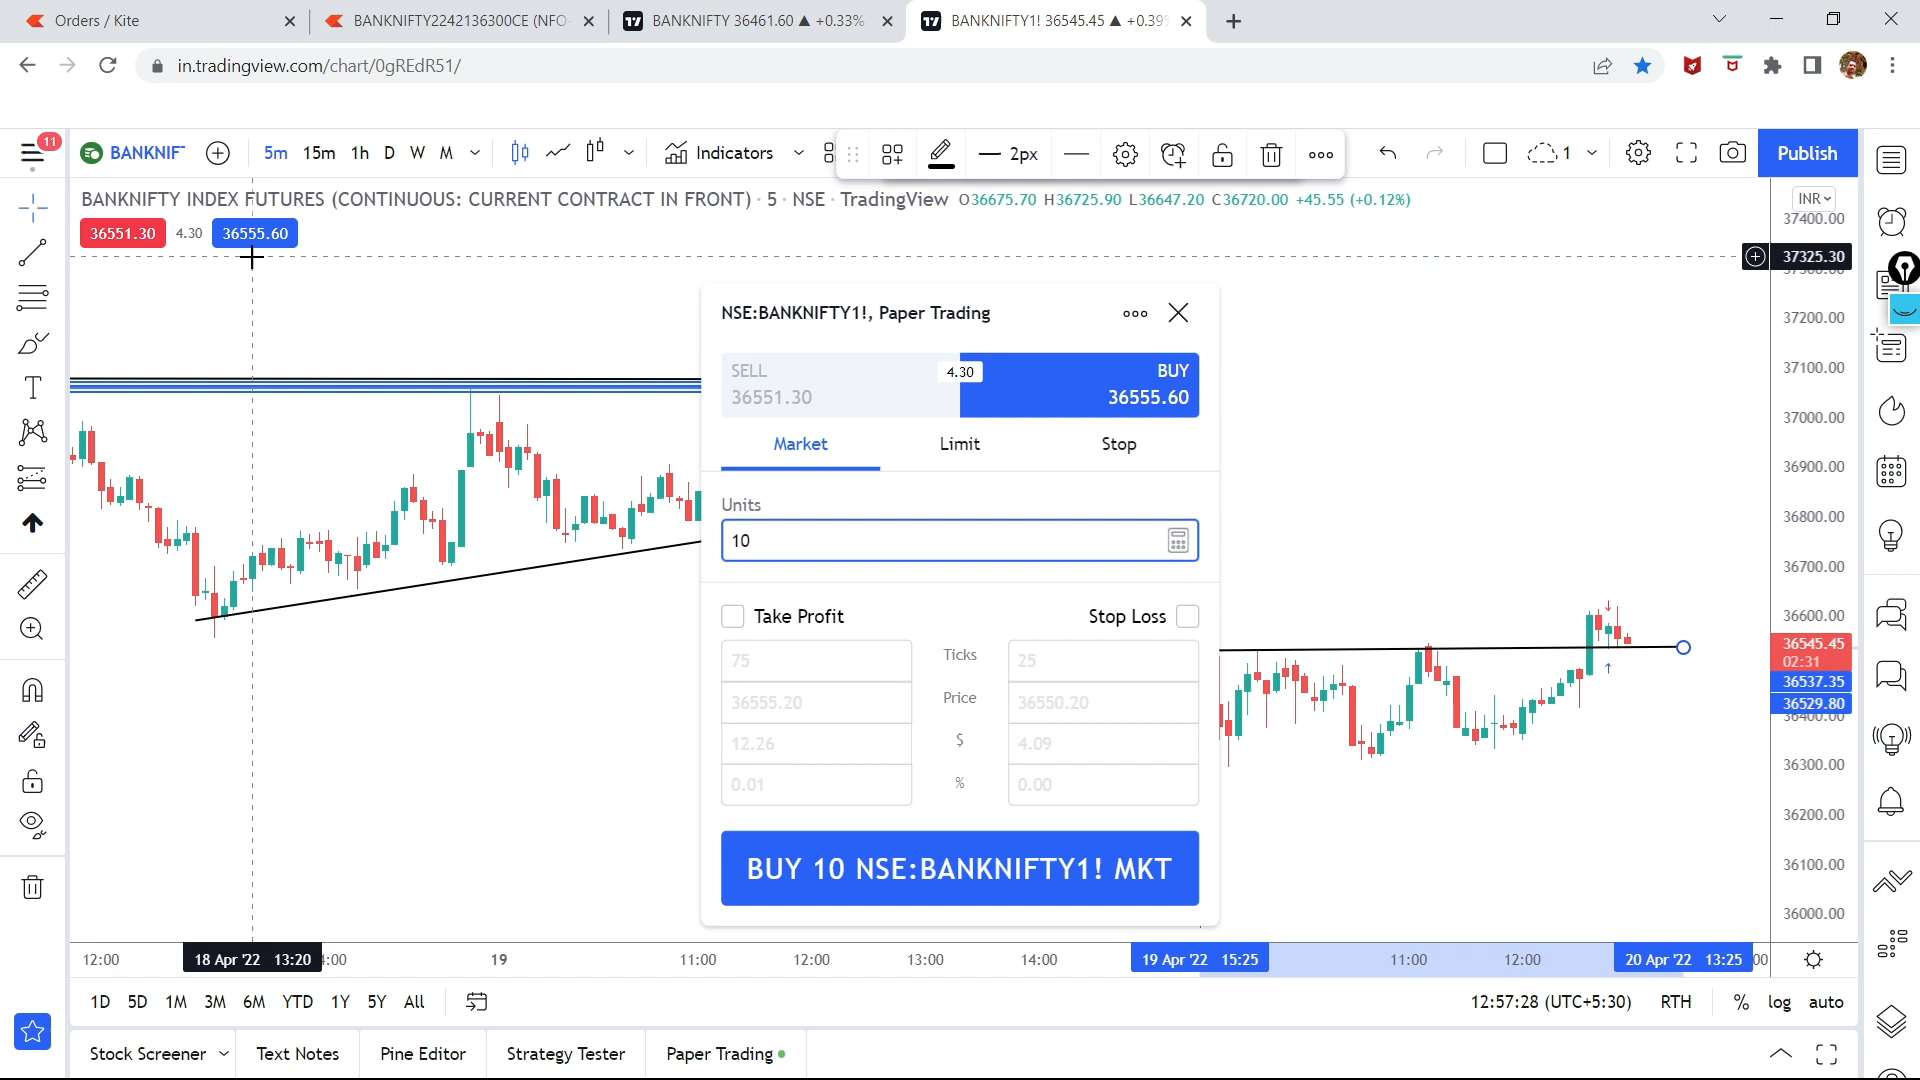 Orders / Kite
BANKNIFTY2242136300CE (NFO-
BANKNIFTY 36461.60 ▲ +0.33%
BANKNIFTY1! 36545.45 ▲ +0.39%
in.tradingview.com/chart/0gREdR51/
11
BANKNIF
5m 15m 1h D W M
Indicators
2px
1
Publish
BANKNIFTY INDEX FUTURES (CONTINUOUS: CURRENT CONTRACT IN FRONT) · 5 · NSE · TradingView O36675.70 H36725.90 L36647.20 C36720.00 +45.55 (+0.12%)
INR
36551.30 4.30 36555.60
37400.00
37325.30
37200.00
37100.00
37000.00
36900.00
36800.00
36700.00
36600.00
36545.45
02:31
36537.35
36529.80
36400.00
36300.00
36200.00
36100.00
36000.00
NSE:BANKNIFTY1!, Paper Trading
SELL 4.30 BUY
36551.30 36555.60
Market Limit Stop
Units
10
Take Profit Stop Loss
75 Ticks 25
36555.20 Price 36550.20
12.26 $ 4.09
0.01 % 0.00
BUY 10 NSE:BANKNIFTY1! MKT
12:00 18 Apr '22 13:20 4:00 19 11:00 12:00 13:00 14:00 19 Apr '22 15:25 11:00 12:00 20 Apr '22 13:25 00
1D 5D 1M 3M 6M YTD 1Y 5Y All
12:57:28 (UTC+5:30) RTH % log auto
Stock Screener Text Notes Pine Editor Strategy Tester Paper Trading